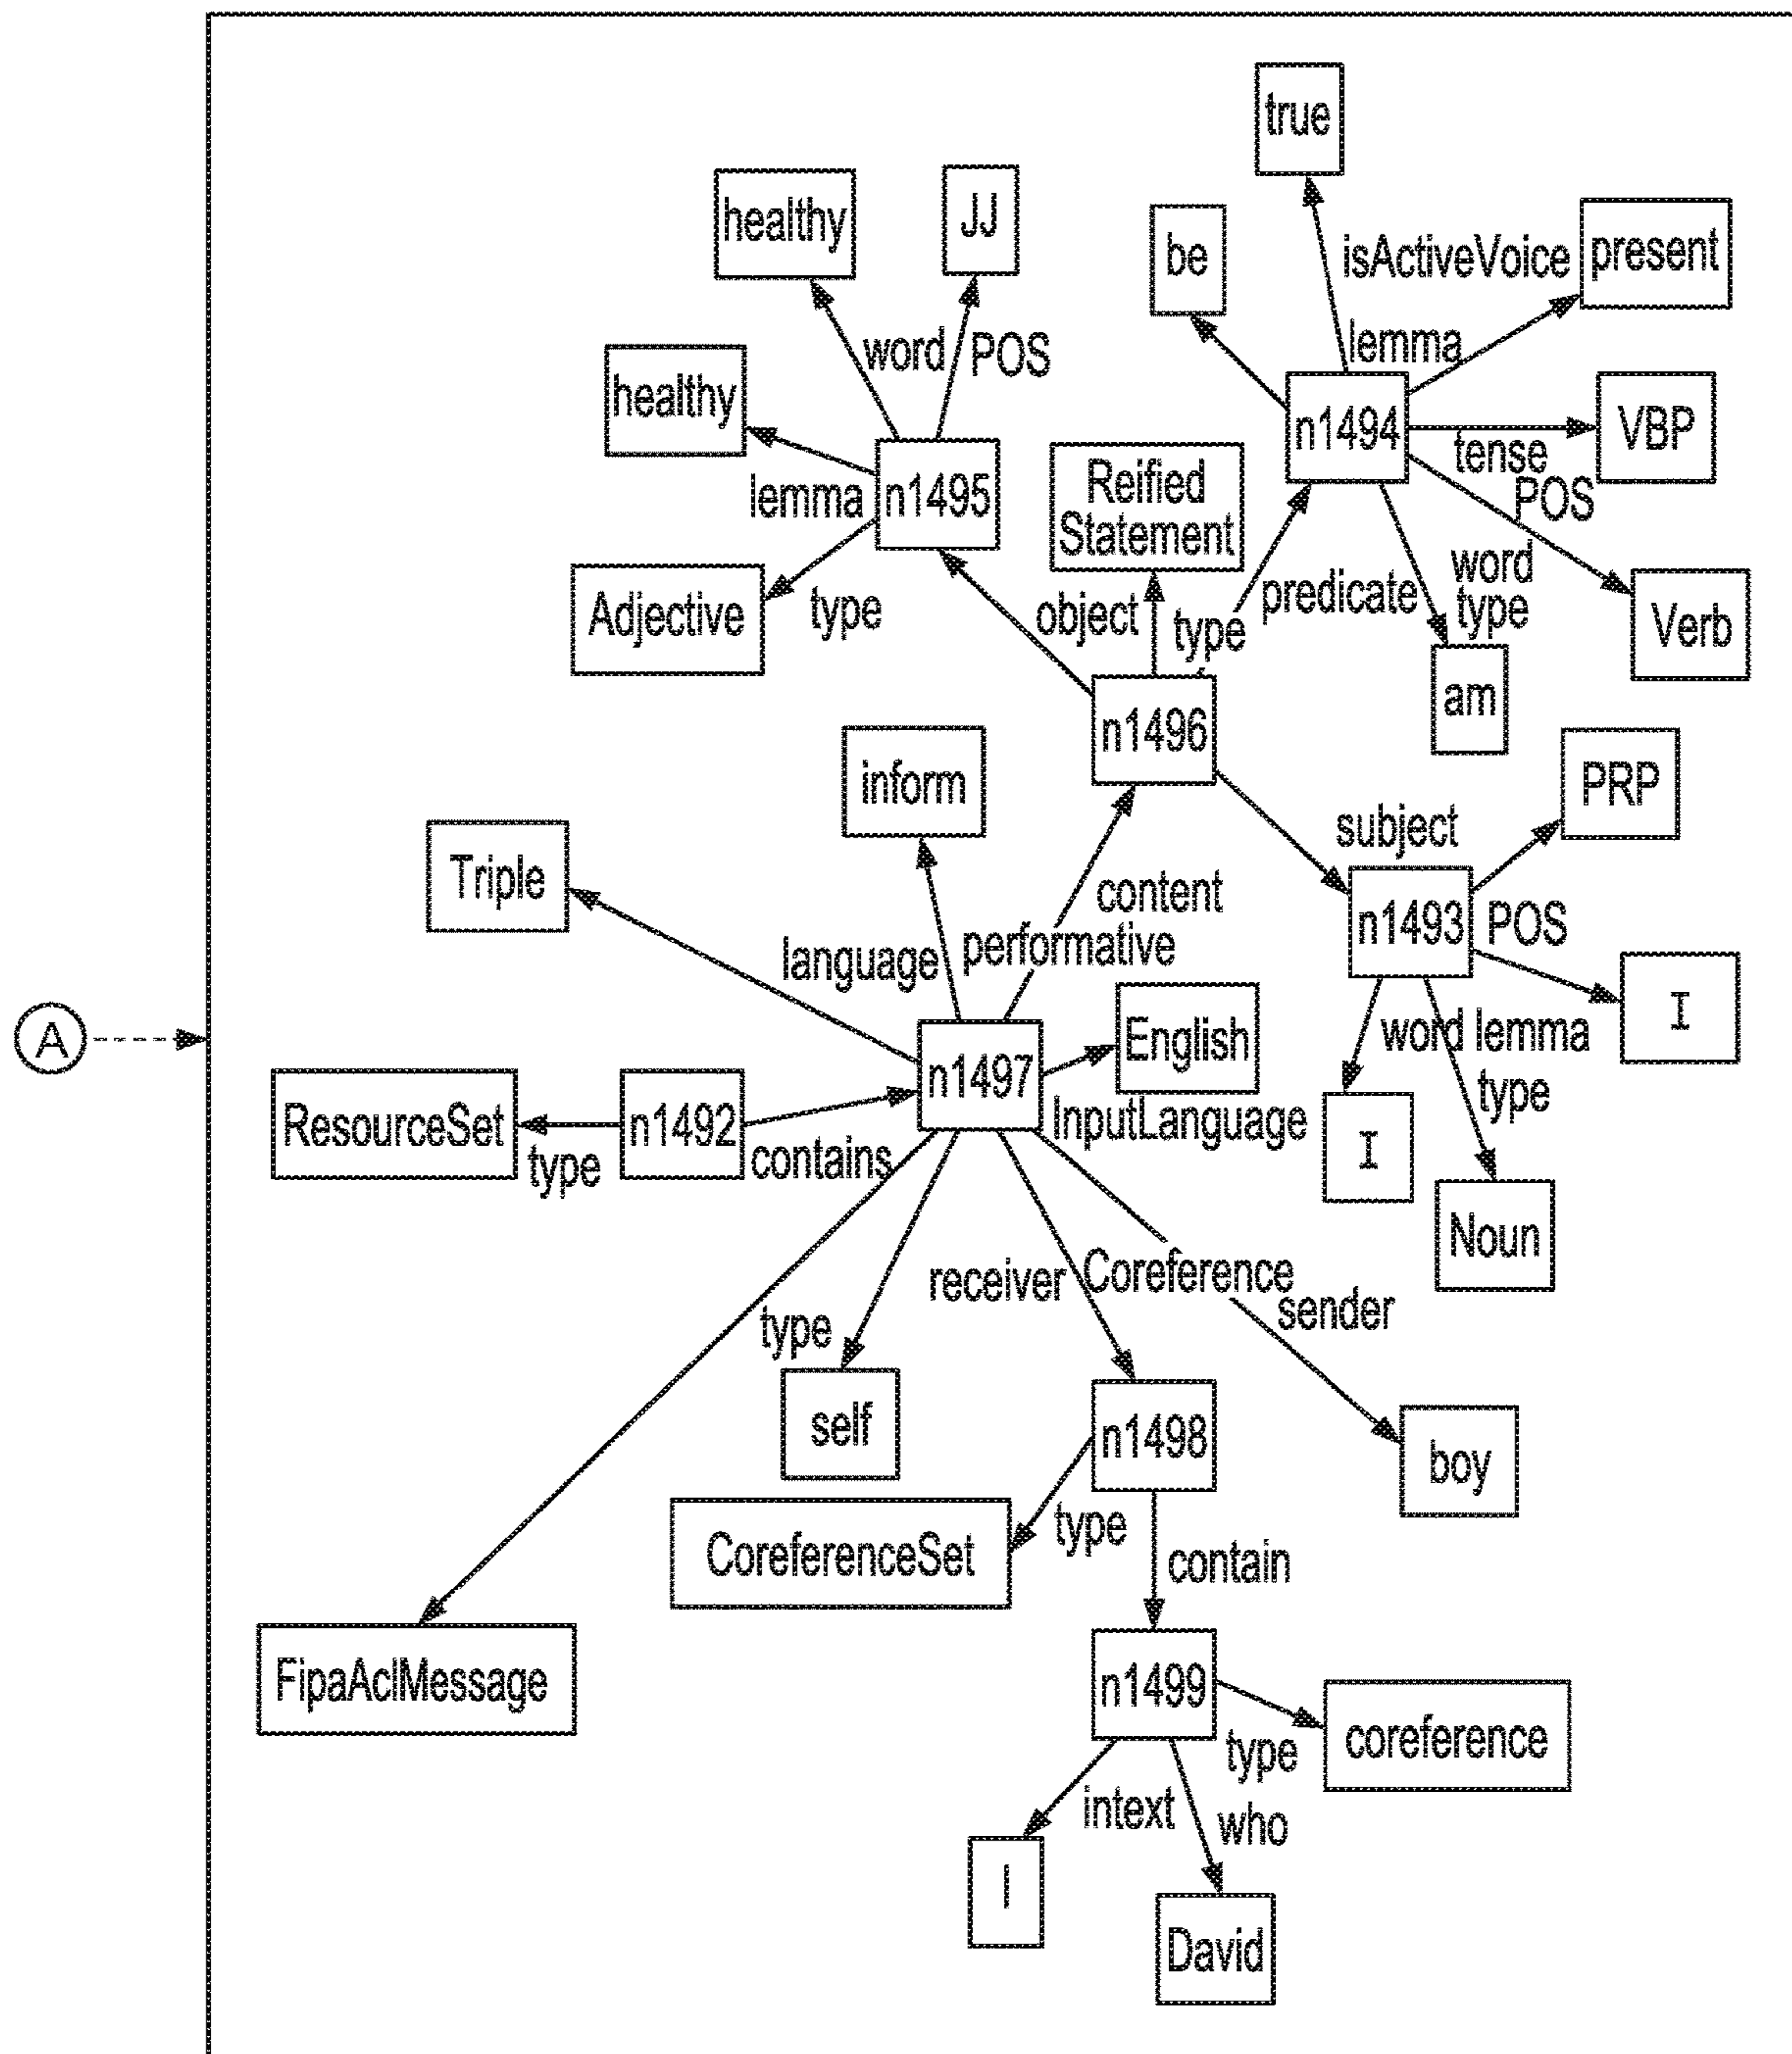 true
healthy
JJ
be
isActiveVoice
present
word
POS
lemma
healthy
n1494
VBP
tense
Reified
Statement
lemma
n1495
POS
word
type
Adjective
type
object
type
predicate
Verb
am
n1496
inform
PRP
subject
Triple
content
n1493
POS
language
performative
I
A
English
word lemma
n1497
ResourceSet
type
n1492
contains
InputLanguage
type
I
Noun
receiver
Coreference
sender
type
self
n1498
boy
CoreferenceSet
type
contain
FipaAclMessage
n1499
coreference
type
intext
who
I
David